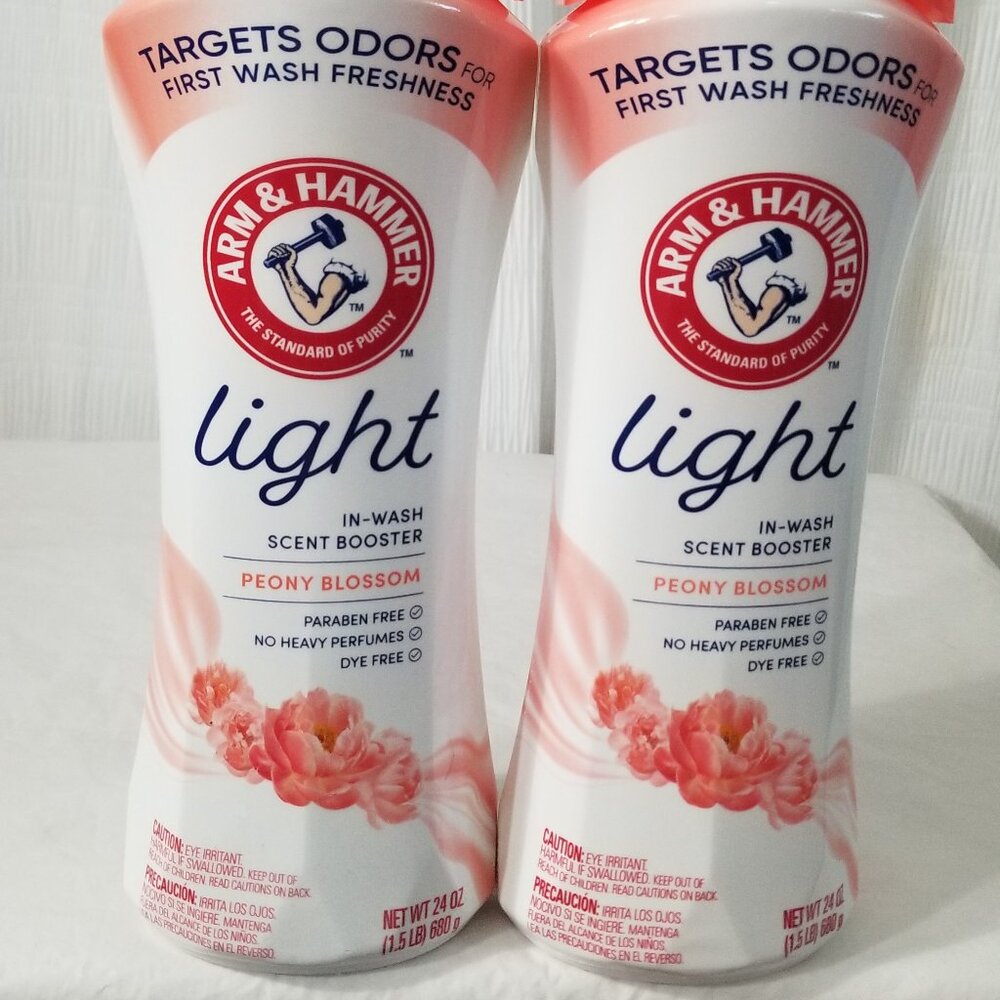 TARGETS ODORS FOR
FIRST WASH FRESHNESS
ARM & HAMMER
THE STANDARD OF PURITY
TM
TM
light
IN-WASH
SCENT BOOSTER
PEONY BLOSSOM
PARABEN FREE
NO HEAVY PERFUMES
DYE FREE
CAUTION: EYE IRRITANT.
HARMFUL IF SWALLOWED. KEEP OUT OF
REACH OF CHILDREN. READ CAUTIONS ON BACK.
PRECAUCIÓN: IRRITA LOS OJOS.
NOCIVO SI SE INGIERE. MANTENGA
FUERA DEL ALCANCE DE LOS NIÑOS.
LEA LAS PRECAUCIONES EN EL REVERSO.
NET WT 24 OZ
(1.5 LB) 680 g
TARGETS ODORS FOR
FIRST WASH FRESHNESS
ARM & HAMMER
THE STANDARD OF PURITY
TM
TM
light
IN-WASH
SCENT BOOSTER
PEONY BLOSSOM
PARABEN FREE
NO HEAVY PERFUMES
DYE FREE
CAUTION: EYE IRRITANT.
HARMFUL IF SWALLOWED. KEEP OUT OF
REACH OF CHILDREN. READ CAUTIONS ON BACK.
PRECAUCIÓN: IRRITA LOS OJOS.
NOCIVO SI SE INGIERE. MANTENGA
FUERA DEL ALCANCE DE LOS NIÑOS.
LEA LAS PRECAUCIONES EN EL REVERSO.
NET WT 24 OZ
(1.5 LB) 680 g